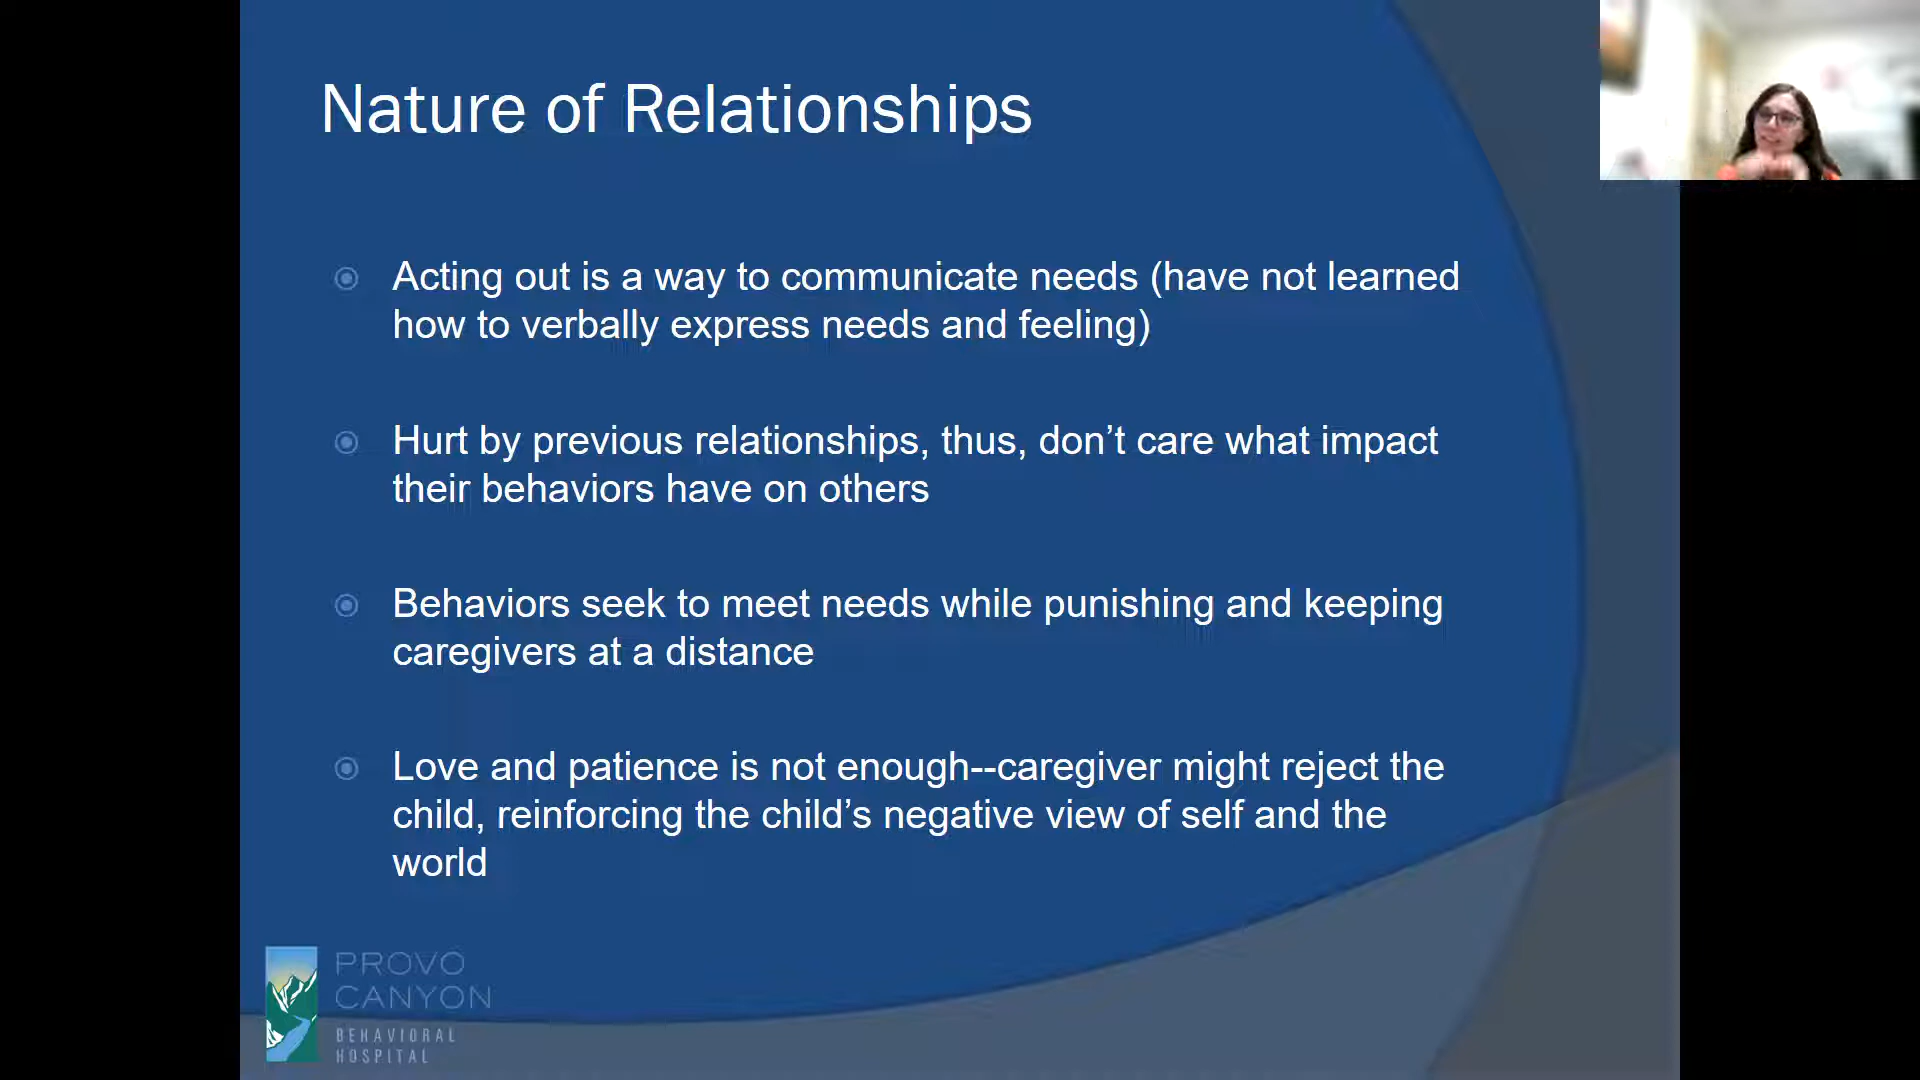 Nature of Relationships
Acting out is a way to communicate needs (have not learned
how to verbally express needs and feeling)
Hurt by previous relationships, thus, don’t care what impact
their behaviors have on others
Behaviors seek to meet needs while punishing and keeping
caregivers at a distance
Love and patience is not enough--caregiver might reject the
child, reinforcing the child’s negative view of self and the
world
PROVO
CANYON
BEHAVIORAL
HOSPITAL